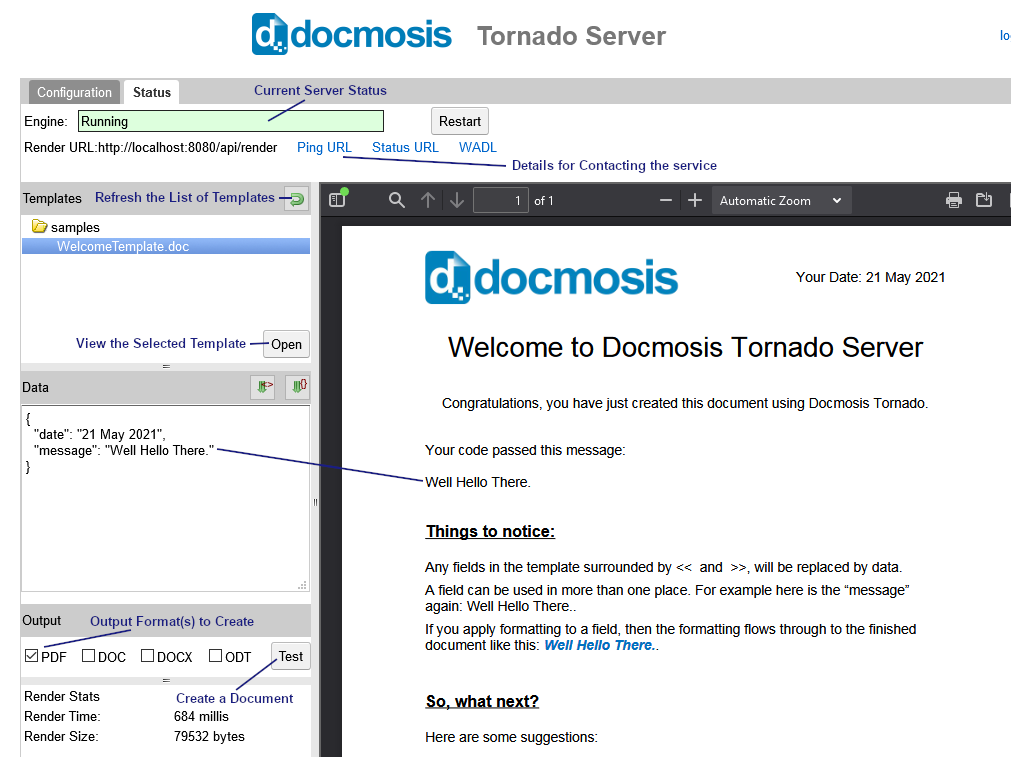 docmosis Tornado Server
lo
Configuration Status
Current Server Status
Engine: Running Restart
Render URL:http://localhost:8080/api/render Ping URL Status URL WADL
Details for Contacting the service
Templates Refresh the List of Templates
samples
WelcomeTemplate.doc
View the Selected Template Open
Data
{
"date": "21 May 2021",
"message": "Well Hello There."
}
Output Output Format(s) to Create
PDF DOC DOCX ODT Test
Create a Document
Render Stats
Render Time: 684 millis
Render Size: 79532 bytes
1 of 1 Automatic Zoom
docmosis Your Date: 21 May 2021
Welcome to Docmosis Tornado Server
Congratulations, you have just created this document using Docmosis Tornado.
Your code passed this message:
Well Hello There.
Things to notice:
Any fields in the template surrounded by << and >>, will be replaced by data.
A field can be used in more than one place. For example here is the “message”
again: Well Hello There..
If you apply formatting to a field, then the formatting flows through to the finished
document like this: Well Hello There..
So, what next?
Here are some suggestions: